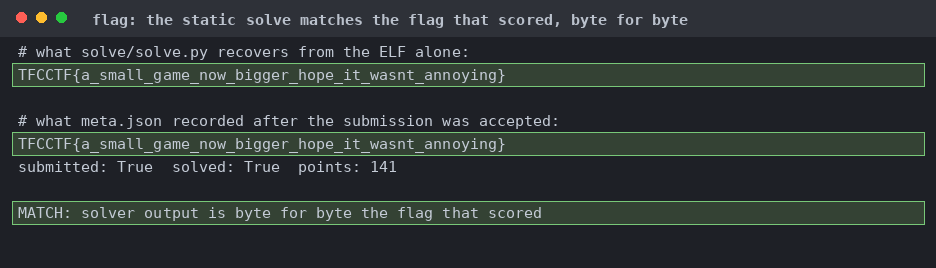 flag: the static solve matches the flag that scored, byte for byte
# what solve/solve.py recovers from the ELF alone:
TFCCTF{a_small_game_now_bigger_hope_it_wasnt_annoying}
# what meta.json recorded after the submission was accepted:
TFCCTF{a_small_game_now_bigger_hope_it_wasnt_annoying}
submitted: True  solved: True  points: 141
MATCH: solver output is byte for byte the flag that scored